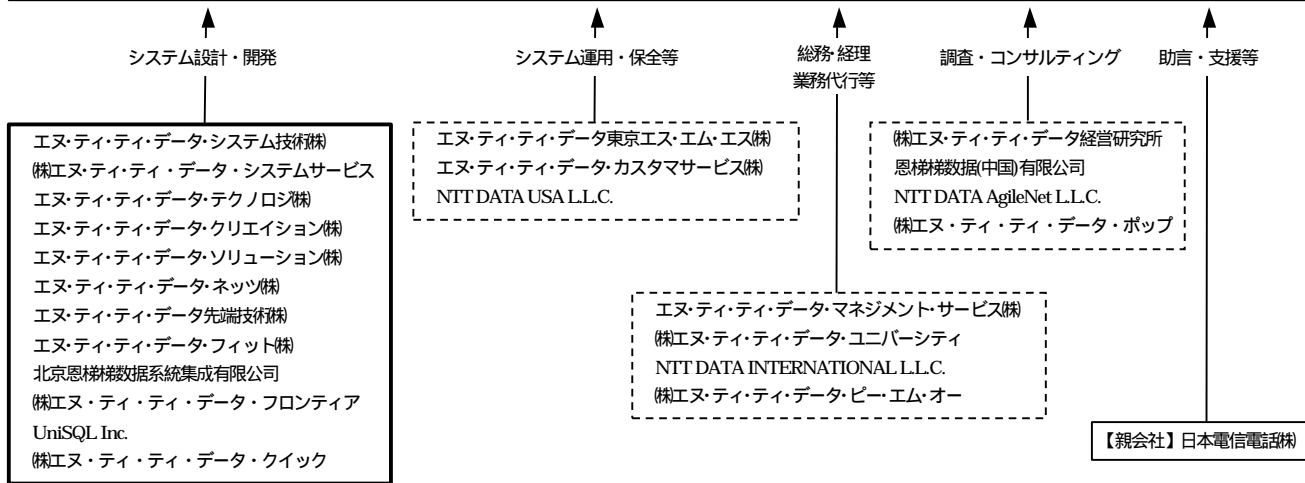 システム設計・開発
システム運用・保全等
総務・経理
業務代行等
調査・コンサルティング
助言・支援等
エヌ・ティ・ティ・データ・システム技術㈱
㈱エヌ・ティ・ティ・データ・システムサービス
エヌ・ティ・ティ・データ・テクノロジ㈱
エヌ・ティ・ティ・データ・クリエイション㈱
エヌ・ティ・ティ・データ・ソリューション㈱
エヌ・ティ・ティ・データ・ネッツ㈱
エヌ・ティ・ティ・データ先端技術㈱
エヌ・ティ・ティ・データ・フィット㈱
北京恩梯梯数据系統集成有限公司
㈱エヌ・ティ・ティ・データ・フロンティア
UniSQL Inc.
㈱エヌ・ティ・ティ・データ・クイック
エヌ・ティ・ティ・データ東京エス・エム・エス㈱
エヌ・ティ・ティ・データ・カスタマサービス㈱
NTT DATA USA L.L.C.
エヌ・ティ・ティ・データ・マネジメント・サービス㈱
㈱エヌ・ティ・ティ・データ・ユニバーシティ
NTT DATA INTERNATIONAL L.L.C.
㈱エヌ・ティ・ティ・データ・ピー・エム・オー
㈱エヌ・ティ・ティ・データ経営研究所
恩梯梯数据(中国)有限公司
NTT DATA AgileNet L.L.C.
㈱エヌ・ティ・ティ・データ・ポップ
【親会社】日本電信電話㈱